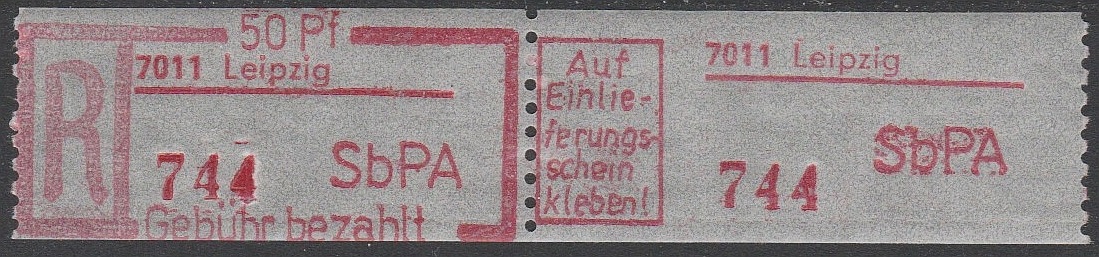 50 Pf
R
7011 Leipzig
744 SbPA
Gebühr bezahlt
Auf
Einlie-
ferungs-
schein
kleben!
7011 Leipzig
SbPA
744